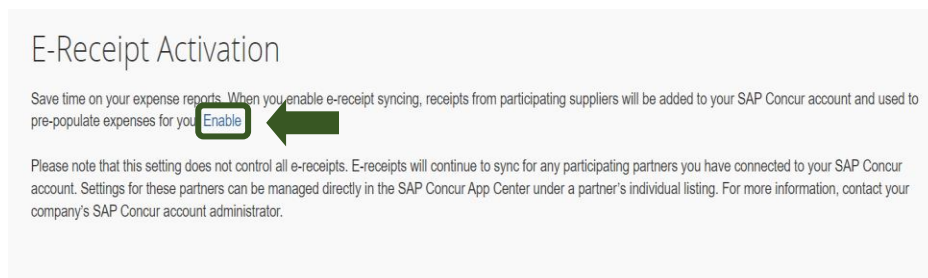 E-Receipt Activation
Save time on your expense reports. When you enable e-receipt syncing, receipts from participating suppliers will be added to your SAP Concur account and used to
pre-populate expenses for you. Enable
Please note that this setting does not control all e-receipts. E-receipts will continue to sync for any participating partners you have connected to your SAP Concur
account. Settings for these partners can be managed directly in the SAP Concur App Center under a partner's individual listing. For more information, contact your
company's SAP Concur account administrator.